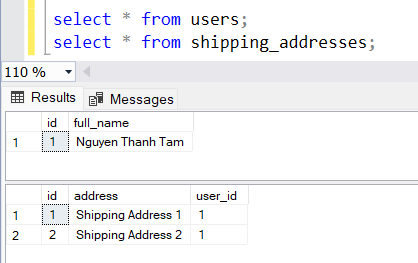 select * from users;
select * from shipping_addresses;
110 %
Results Messages
id full_name
1 1 Nguyen Thanh Tam
id address user_id
1 1 Shipping Address 1 1
2 2 Shipping Address 2 1